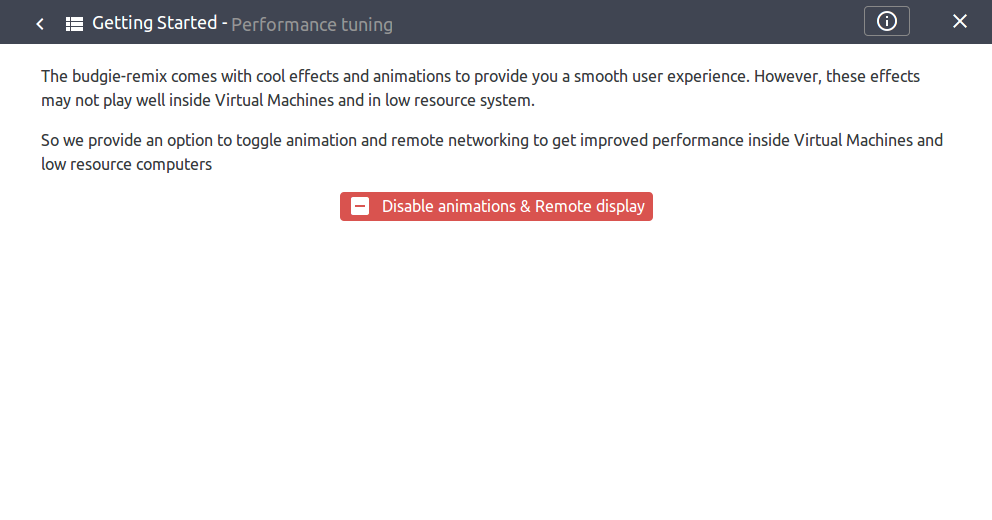 Getting Started - Performance tuning
The budgie-remix comes with cool effects and animations to provide you a smooth user experience. However, these effects
may not play well inside Virtual Machines and in low resource system.
So we provide an option to toggle animation and remote networking to get improved performance inside Virtual Machines and
low resource computers
Disable animations & Remote display